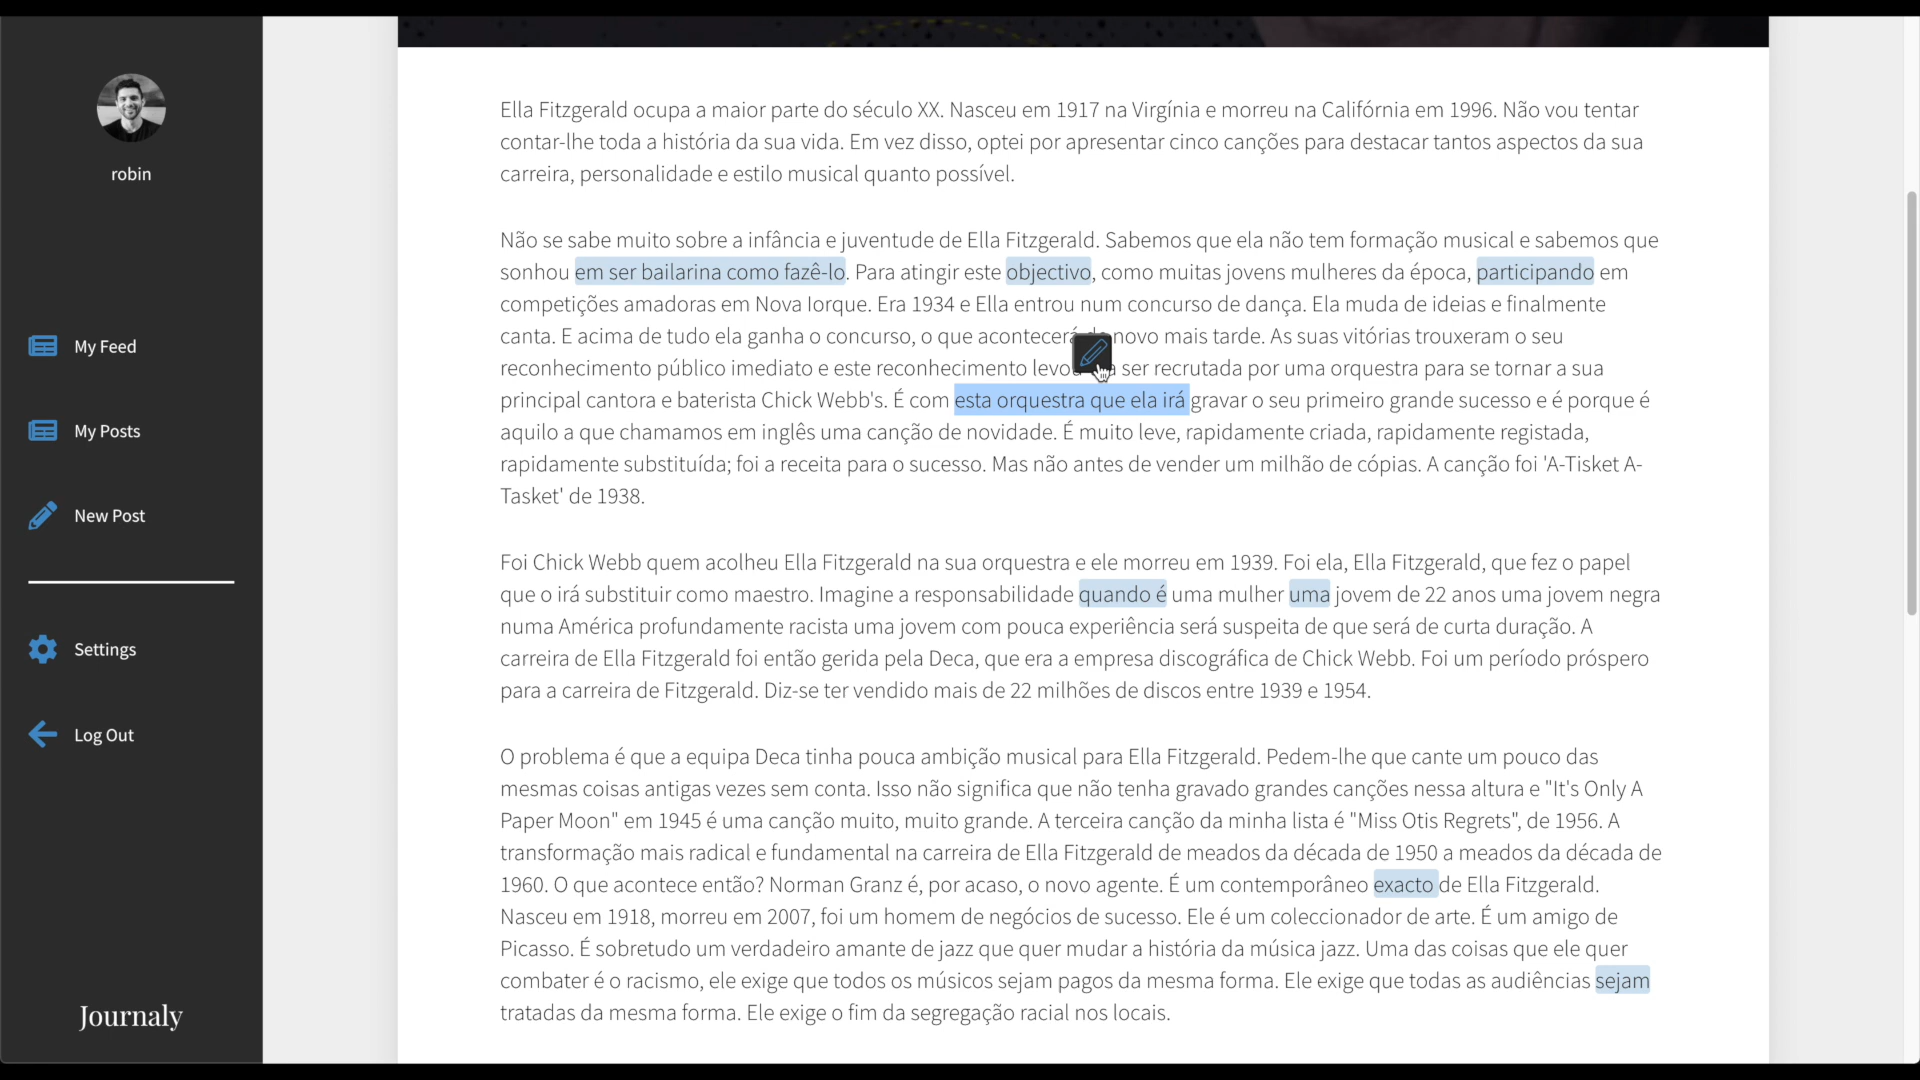 robin
My Feed
My Posts
New Post
Settings
Log Out
Journaly
Ella Fitzgerald ocupa a maior parte do século XX. Nasceu em 1917 na Virgínia e morreu na Califórnia em 1996. Não vou tentar
contar-lhe toda a história da sua vida. Em vez disso, optei por apresentar cinco canções para destacar tantos aspectos da sua
carreira, personalidade e estilo musical quanto possível.
Não se sabe muito sobre a infância e juventude de Ella Fitzgerald. Sabemos que ela não tem formação musical e sabemos que
sonhou em ser bailarina como fazê-lo. Para atingir este objectivo, como muitas jovens mulheres da época, participando em
competições amadoras em Nova Iorque. Era 1934 e Ella entrou num concurso de dança. Ela muda de ideias e finalmente
canta. E acima de tudo ela ganha o concurso, o que acontecerá novo mais tarde. As suas vitórias trouxeram o seu
reconhecimento público imediato e este reconhecimento ser recrutada por uma orquestra para se tornar a sua
principal cantora e baterista Chick Webb's. É com esta orquestra que ela irá gravar o seu primeiro grande sucesso e é porque é
aquilo a que chamamos em inglês uma canção de novidade. É muito leve, rapidamente criada, rapidamente registada,
rapidamente substituída; foi a receita para o sucesso. Mas não antes de vender um milhão de cópias. A canção foi 'A-Tisket A-
Tasket' de 1938.
Foi Chick Webb quem acolheu Ella Fitzgerald na sua orquestra e ele morreu em 1939. Foi ela, Ella Fitzgerald, que fez o papel
que o irá substituir como maestro. Imagine a responsabilidade quando é uma mulher uma jovem de 22 anos uma jovem negra
numa América profundamente racista uma jovem com pouca experiência será suspeita de que será de curta duração. A
carreira de Ella Fitzgerald foi então gerida pela Deca, que era a empresa discográfica de Chick Webb. Foi um período próspero
para a carreira de Fitzgerald. Diz-se ter vendido mais de 22 milhões de discos entre 1939 e 1954.
O problema é que a equipa Deca tinha pouca ambição musical para Ella Fitzgerald. Pedem-lhe que cante um pouco das
mesmas coisas antigas vezes sem conta. Isso não significa que não tenha gravado grandes canções nessa altura e "It's Only A
Paper Moon" em 1945 é uma canção muito, muito grande. A terceira canção da minha lista é "Miss Otis Regrets", de 1956. A
transformação mais radical e fundamental na carreira de Ella Fitzgerald de meados da década de 1950 a meados da década de
1960. O que acontece então? Norman Granz é, por acaso, o novo agente. É um contemporâneo exacto de Ella Fitzgerald.
Nasceu em 1918, morreu em 2007, foi um homem de negócios de sucesso. Ele é um coleccionador de arte. É um amigo de
Picasso. É sobretudo um verdadeiro amante de jazz que quer mudar a história da música jazz. Uma das coisas que ele quer
combater é o racismo, ele exige que todos os músicos sejam pagos da mesma forma. Ele exige que todas as audiências sejam
tratadas da mesma forma. Ele exige o fim da segregação racial nos locais.